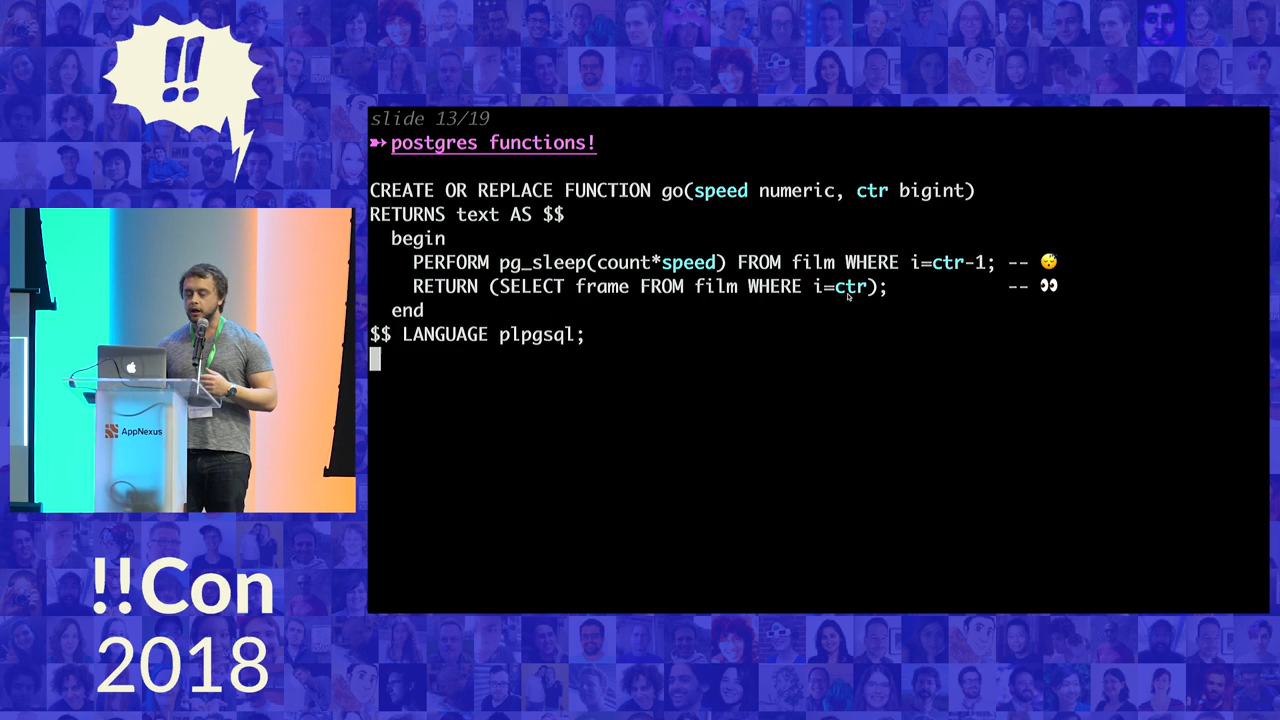 !!
slide 13/19
➳ postgres functions!
CREATE OR REPLACE FUNCTION go(speed numeric, ctr bigint)
RETURNS text AS $$
begin
PERFORM pg_sleep(count*speed) FROM film WHERE i=ctr-1; -- 😴
RETURN (SELECT frame FROM film WHERE i=ctr); -- 👀
end
$$ LANGUAGE plpgsql;
AppNexus
!!Con
2018